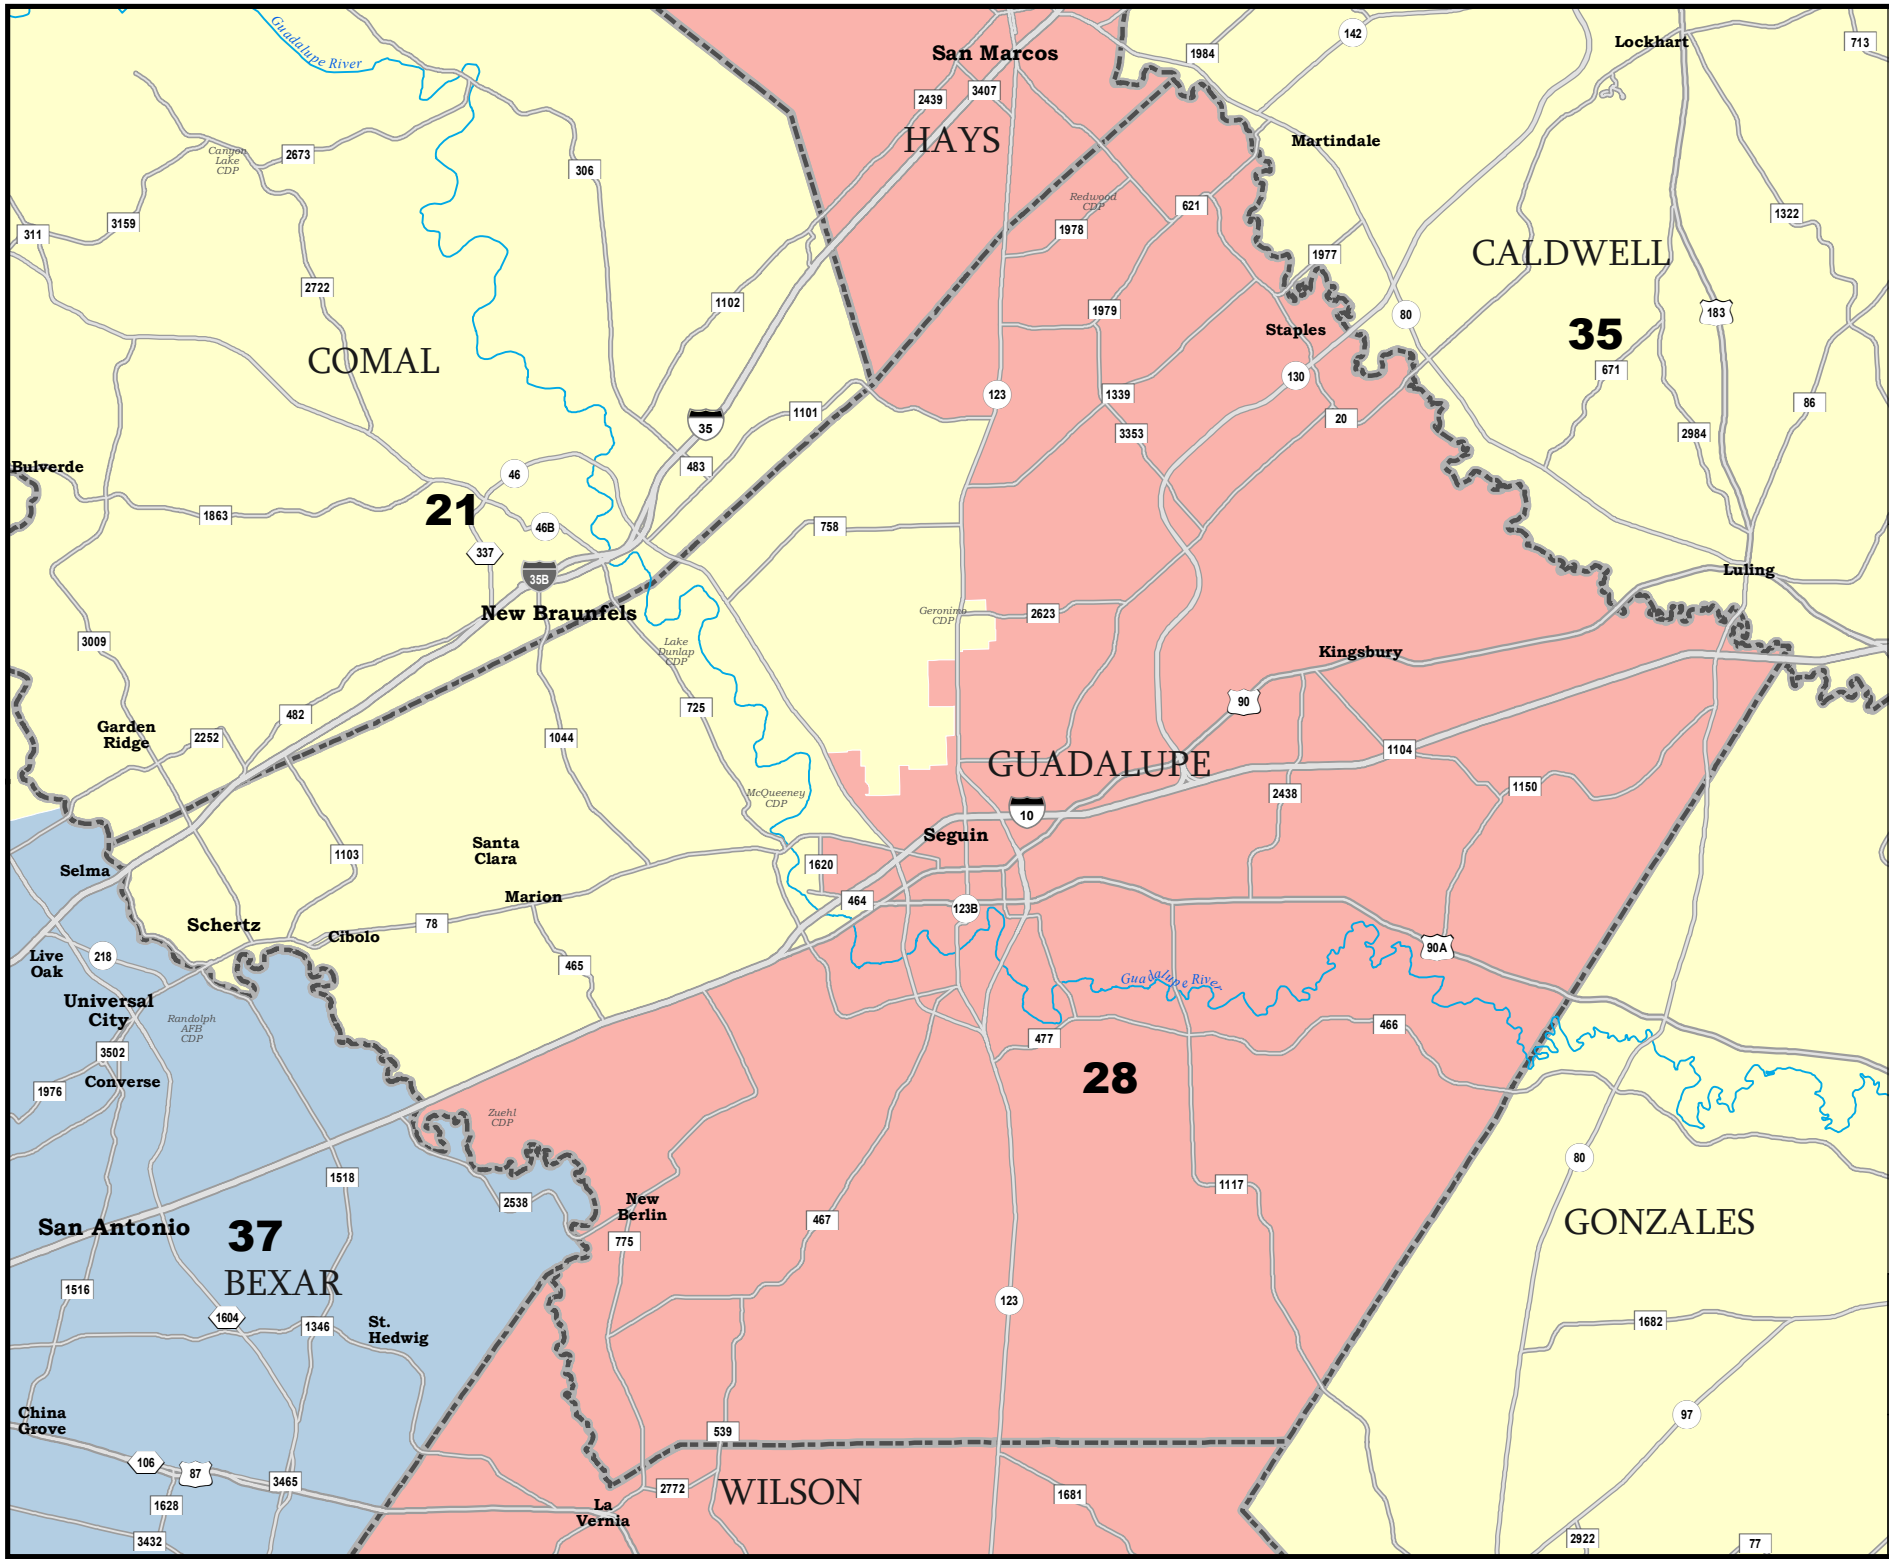 Guadalupe River
San Marcos
1984
142
Lockhart
713
2439
3407
HAYS
Martindale
Canyon
Lake
CDP
2673
306
Redwood
CDP
621
1978
1322
311
3159
1977
CALDWELL
2722
1102
1979
80
183
Staples
35
COMAL
671
130
123
1339
86
1101
20
35
3353
2984
Bulverde
483
46
21
1863
46B
758
337
35B
Luling
New Braunfels
Geronimo
CDP
2623
3009
Lake
Dunlap
CDP
Kingsbury
90
725
482
Garden
Ridge
2252
1044
1104
GUADALUPE
1150
2438
McQueeney
CDP
10
Seguin
Santa
Clara
1103
1620
Selma
Marion
464
123B
78
Schertz
Cibolo
90A
218
Live
Oak
465
Guadalupe River
Universal
City
Randolph
AFB
CDP
466
477
3502
28
Converse
1976
Zuehl
CDP
80
1518
1117
2538
New
Berlin
467
GONZALES
San Antonio
37
775
BEXAR
1516
123
1604
1346
St.
Hedwig
1682
China
Grove
97
539
106
87
3465
2772
WILSON
1681
1628
La
Vernia
3432
2922
77